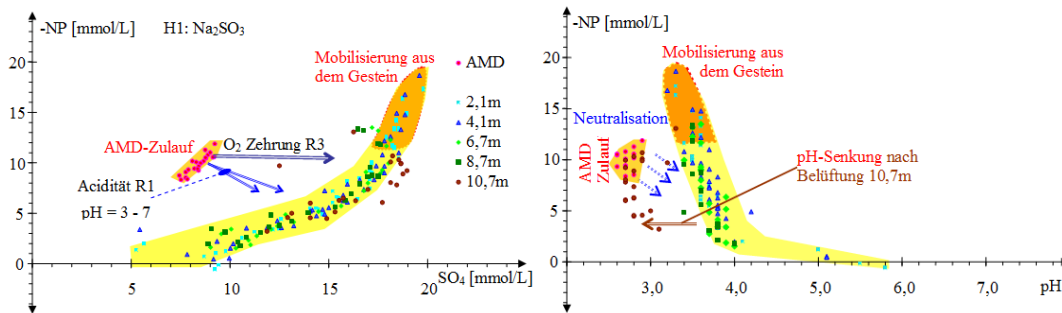 -NP [mmol/L]
H1: Na₂SO₃
20
15
10
5
0
5
10
15
20
SO₄ [mmol/L]
Mobilisierung aus
dem Gestein
AMD-Zulauf
O₂ Zehrung R3
Acidität R1
pH = 3 - 7
AMD
2,1m
4,1m
6,7m
8,7m
10,7m
-NP [mmol/L]
20
15
10
5
0
3,0
4,0
5,0
6,0
7,0
pH
Mobilisierung aus
dem Gestein
Neutralisation
AMD
Zulauf
pH-Senkung nach
Belüftung 10,7m